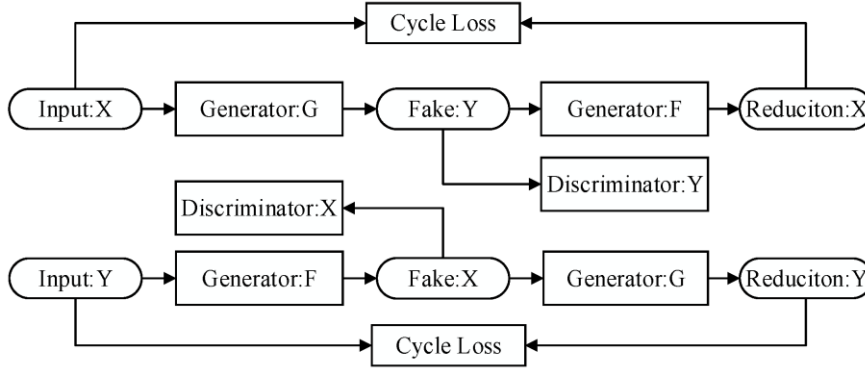 Cycle Loss
Input:X
Generator:G
Fake:Y
Generator:F
Reduciton:X
Discriminator:Y
Discriminator:X
Input:Y
Generator:F
Fake:X
Generator:G
Reduciton:Y
Cycle Loss